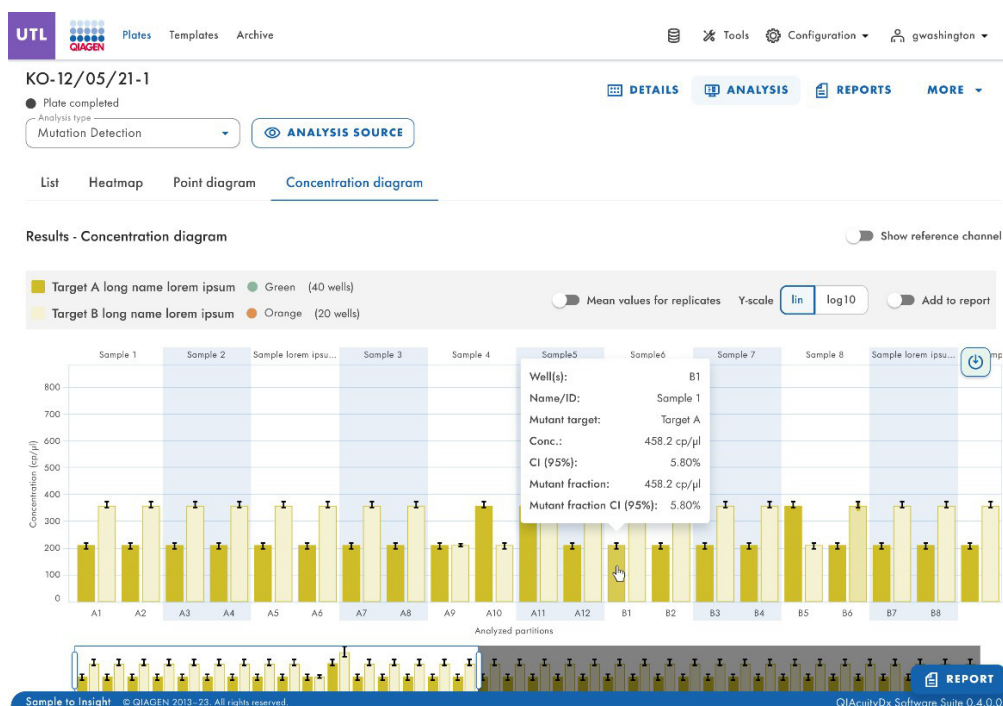 UTL QIAGEN Plates Templates Archive Tools Configuration gwashington
KO-12/05/21-1
Plate completed
DETAILS ANALYSIS REPORTS MORE
Analysis type
Mutation Detection
ANALYSIS SOURCE
List Heatmap Point diagram Concentration diagram
Results - Concentration diagram
Show reference channel
Target A long name lorem ipsum Green (40 wells)
Target B long name lorem ipsum Orange (20 wells)
Mean values for replicates Y-scale lin log10 Add to report
Sample 1 Sample 2 Sample lorem ipsu... Sample 3 Sample 4 Sample5 Sample6 Sample 7 Sample 8 Sample lorem ipsu... mp
Well(s): B1
Name/ID: Sample 1
Mutant target: Target A
Conc.: 458.2 cp/µl
CI (95%): 5.80%
Mutant fraction: 458.2 cp/µl
Mutant fraction CI (95%): 5.80%
Concentration (cp/µl)
800
700
600
500
400
300
200
100
0
A1 A2 A3 A4 A5 A6 A7 A8 A9 A10 A11 A12 B1 B2 B3 B4 B5 B6 B7 B8
Analyzed partitions
REPORT
Sample to Insight © QIAGEN 2013-23. All rights reserved. QIAcuityDx Software Suite 0.4.0.0